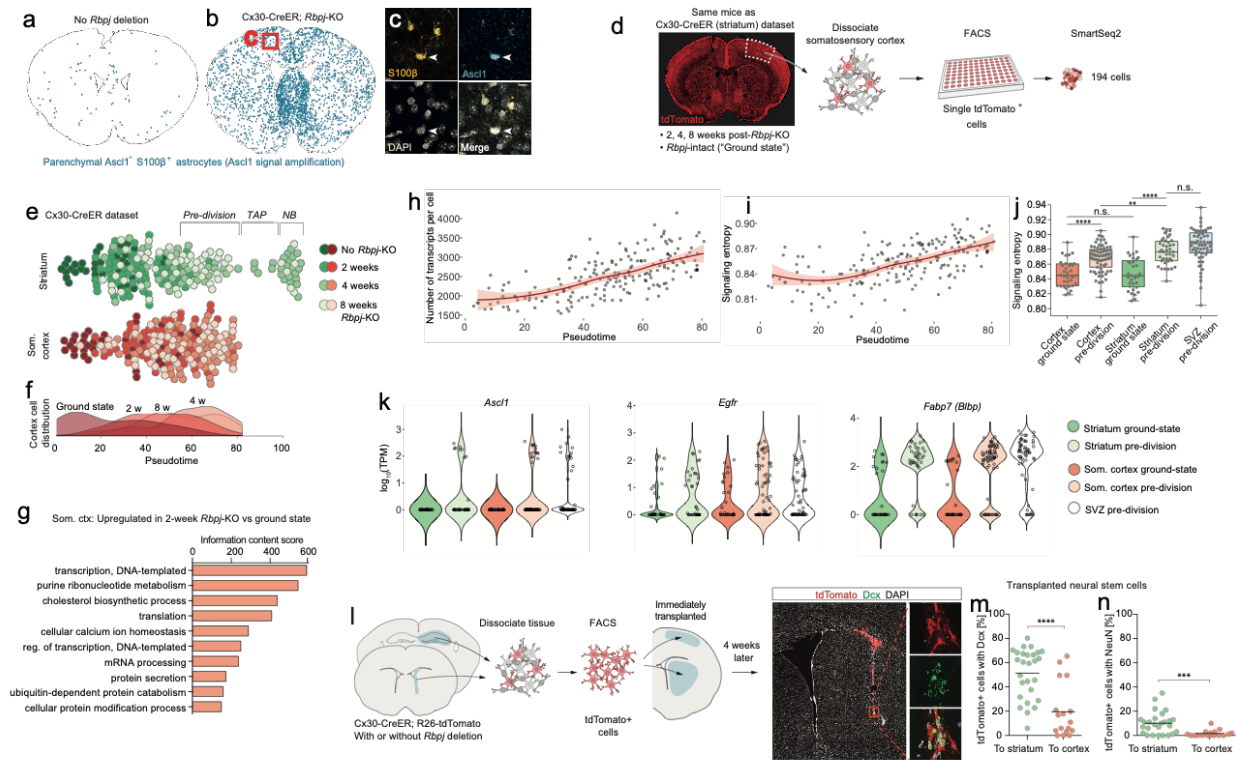 a
No Rbpj deletion
b
Cx30-CreER; Rbpj-KO
C
Parenchymal Ascl1+ S100β+ astrocytes (Ascl1 signal amplification)
c
S100β
Ascl1
DAPI
Merge
d
Same mice as
Cx30-CreER (striatum) dataset
tdTomato
• 2, 4, 8 weeks post-Rbpj-KO
• Rbpj-intact ("Ground state")
Dissociate
somatosensory cortex
FACS
Single tdTomato+
cells
SmartSeq2
194 cells
e
Cx30-CreER dataset
Pre-division
TAP
NB
Striatum
Som.
cortex
No Rbpj-KO
2 weeks
4 weeks
8 weeks
Rbpj-KO
f
Cortex cell
distribution
Ground state
2 w
8 w
4 w
0 20 40 60 80 100
Pseudotime
g
Som. ctx: Upregulated in 2-week Rbpj-KO vs ground state
Information content score
0 200 400 600
transcription, DNA-templated
purine ribonucleotide metabolism
cholesterol biosynthetic process
translation
cellular calcium ion homeostasis
reg. of transcription, DNA-templated
mRNA processing
protein secretion
ubiquitin-dependent protein catabolism
cellular protein modification process
h
Number of transcripts per cell
4000
3500
3000
2500
2000
1500
0 20 40 60 80
Pseudotime
i
Signaling entropy
0.90
0.87
0.84
0.81
0 20 40 60 80
Pseudotime
j
Signaling entropy
0.94
0.92
0.90
0.88
0.86
0.84
0.82
0.80
n.s.
****
**
****
n.s.
Cortex
ground state
Cortex
pre-division
Striatum
ground state
Striatum
pre-division
SVZ
pre-division
k
log10(TPM)
Ascl1
3
2
1
0
Egfr
4
2
0
Fabp7 (Blbp)
4
2
0
Striatum ground-state
Striatum pre-division
Som. cortex ground-state
Som. cortex pre-division
SVZ pre-division
l
Cx30-CreER; R26-tdTomato
With or without Rbpj deletion
Dissociate tissue
FACS
tdTomato+
cells
Immediately
transplanted
4 weeks
later
tdTomato Dcx DAPI
Transplanted neural stem cells
m
tdTomato+ cells with Dcx [%]
100
80
60
40
20
0
****
To striatum To cortex
n
tdTomato+ cells with NeuN [%]
100
80
60
40
20
0
***
To striatum To cortex